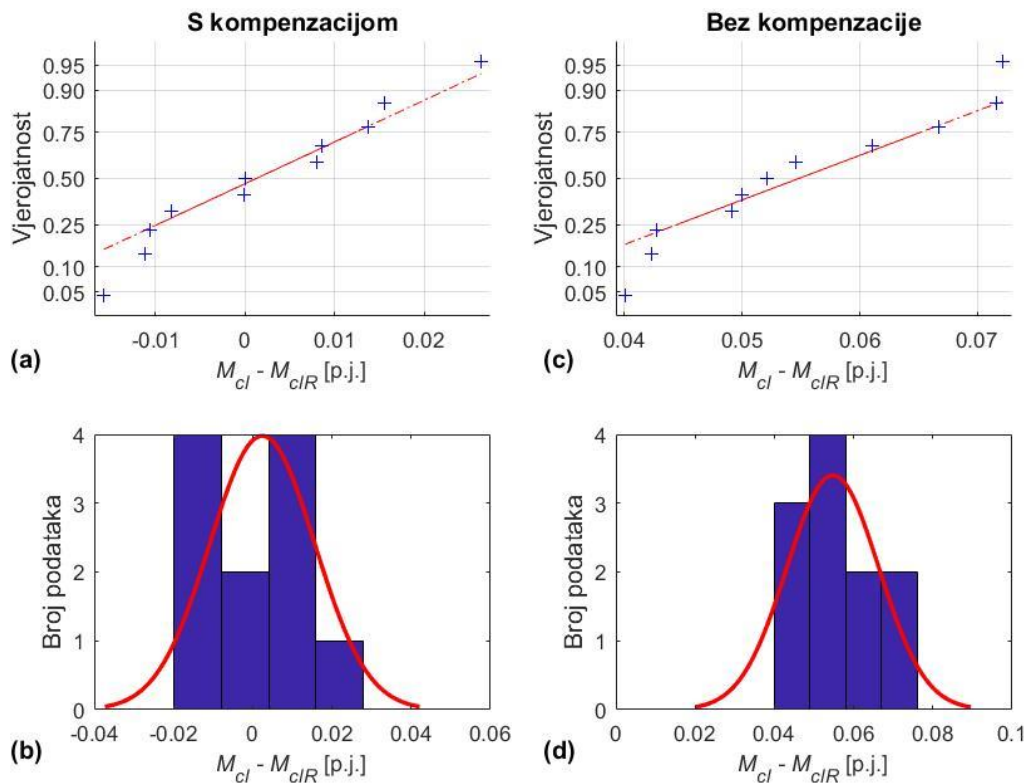 S kompenzacijom
Vjerojatnost
0.95
0.90
0.75
0.50
0.25
0.10
0.05
-0.01 0 0.01 0.02
(a)
M_cl - M_clR [p.j.]
Bez kompenzacije
Vjerojatnost
0.95
0.90
0.75
0.50
0.25
0.10
0.05
0.04 0.05 0.06 0.07
(c)
M_cl - M_clR [p.j.]
Broj podataka
4
3
2
1
0
-0.04 -0.02 0 0.02 0.04 0.06
(b)
M_cl - M_clR [p.j.]
Broj podataka
4
3
2
1
0
0 0.02 0.04 0.06 0.08 0.1
(d)
M_cl - M_clR [p.j.]